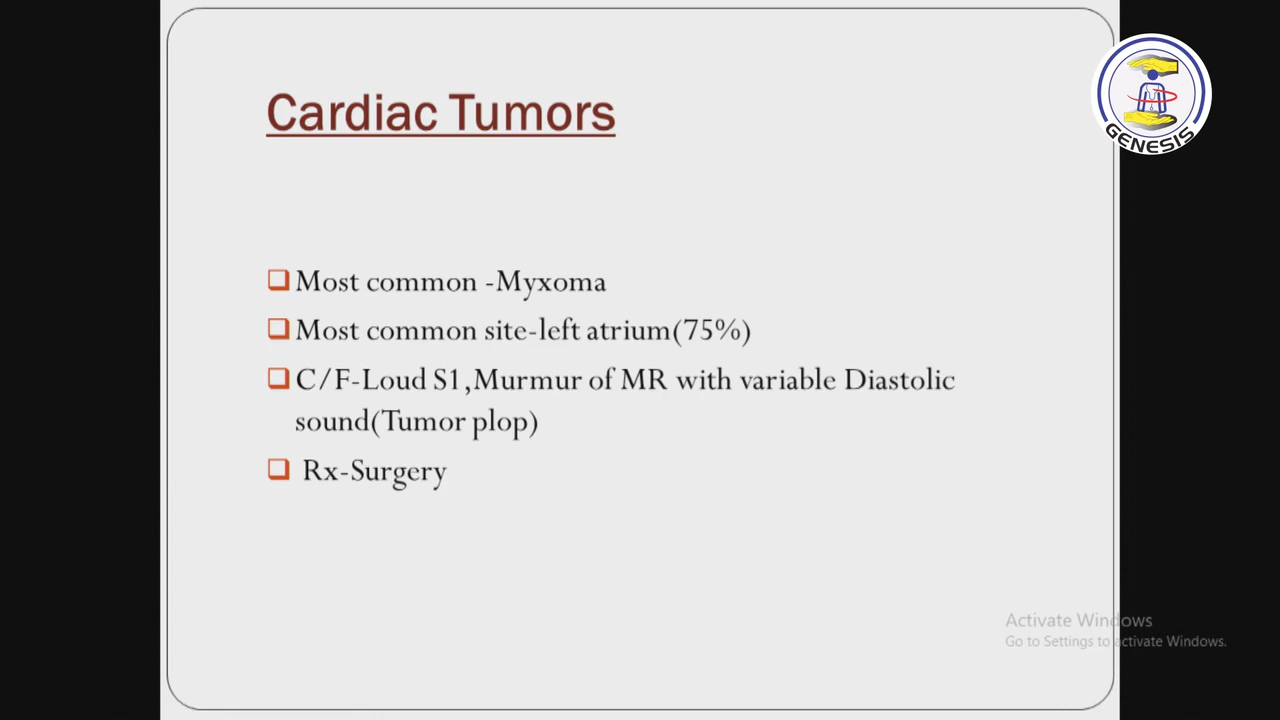 Cardiac Tumors
GENESIS
Most common -Myxoma
Most common site-left atrium(75%)
C/F-Loud S1,Murmur of MR with variable Diastolic
sound(Tumor plop)
Rx-Surgery
Activate Windows
Go to Settings to activate Windows.